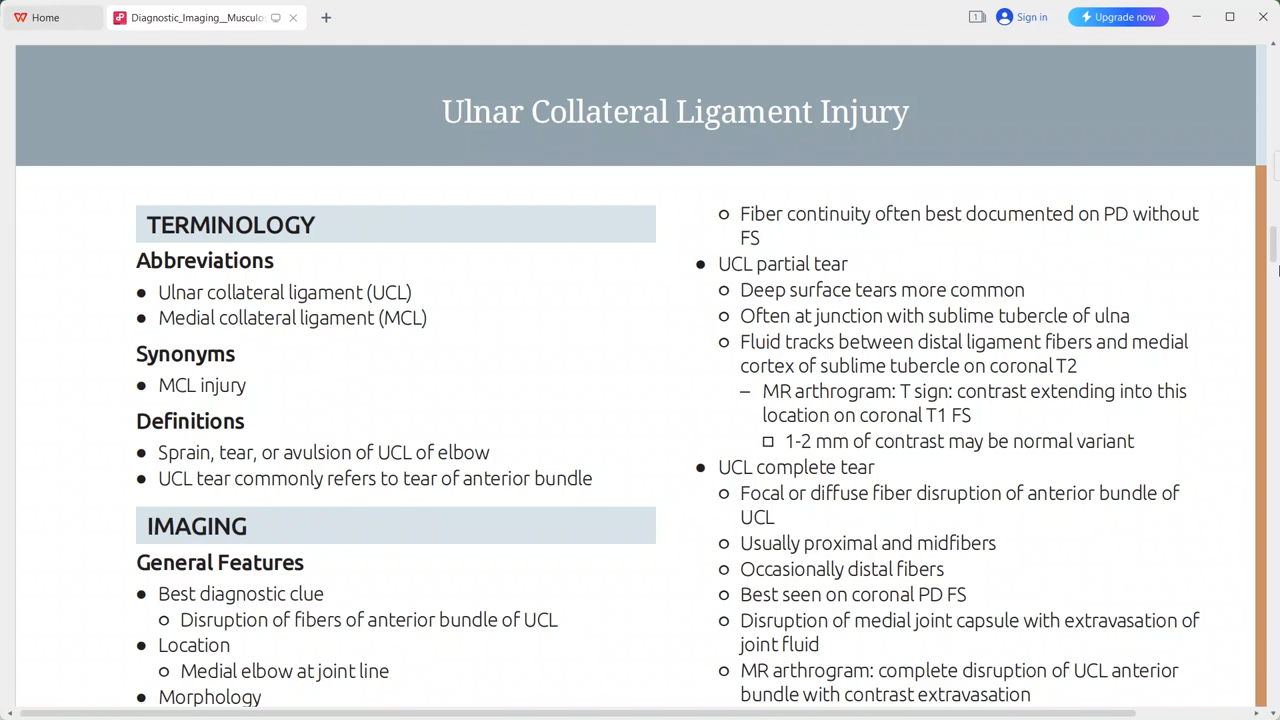 Home
Diagnostic_Imaging__Musculos
1
Sign in
Upgrade now
Ulnar Collateral Ligament Injury
TERMINOLOGY
Abbreviations
● Ulnar collateral ligament (UCL)
● Medial collateral ligament (MCL)
Synonyms
● MCL injury
Definitions
● Sprain, tear, or avulsion of UCL of elbow
● UCL tear commonly refers to tear of anterior bundle
IMAGING
General Features
● Best diagnostic clue
○ Disruption of fibers of anterior bundle of UCL
● Location
○ Medial elbow at joint line
● Morphology
○ Fiber continuity often best documented on PD without
FS
● UCL partial tear
○ Deep surface tears more common
○ Often at junction with sublime tubercle of ulna
○ Fluid tracks between distal ligament fibers and medial
cortex of sublime tubercle on coronal T2
– MR arthrogram: T sign: contrast extending into this
location on coronal T1 FS
□ 1-2 mm of contrast may be normal variant
● UCL complete tear
○ Focal or diffuse fiber disruption of anterior bundle of
UCL
○ Usually proximal and midfibers
○ Occasionally distal fibers
○ Best seen on coronal PD FS
○ Disruption of medial joint capsule with extravasation of
joint fluid
○ MR arthrogram: complete disruption of UCL anterior
bundle with contrast extravasation